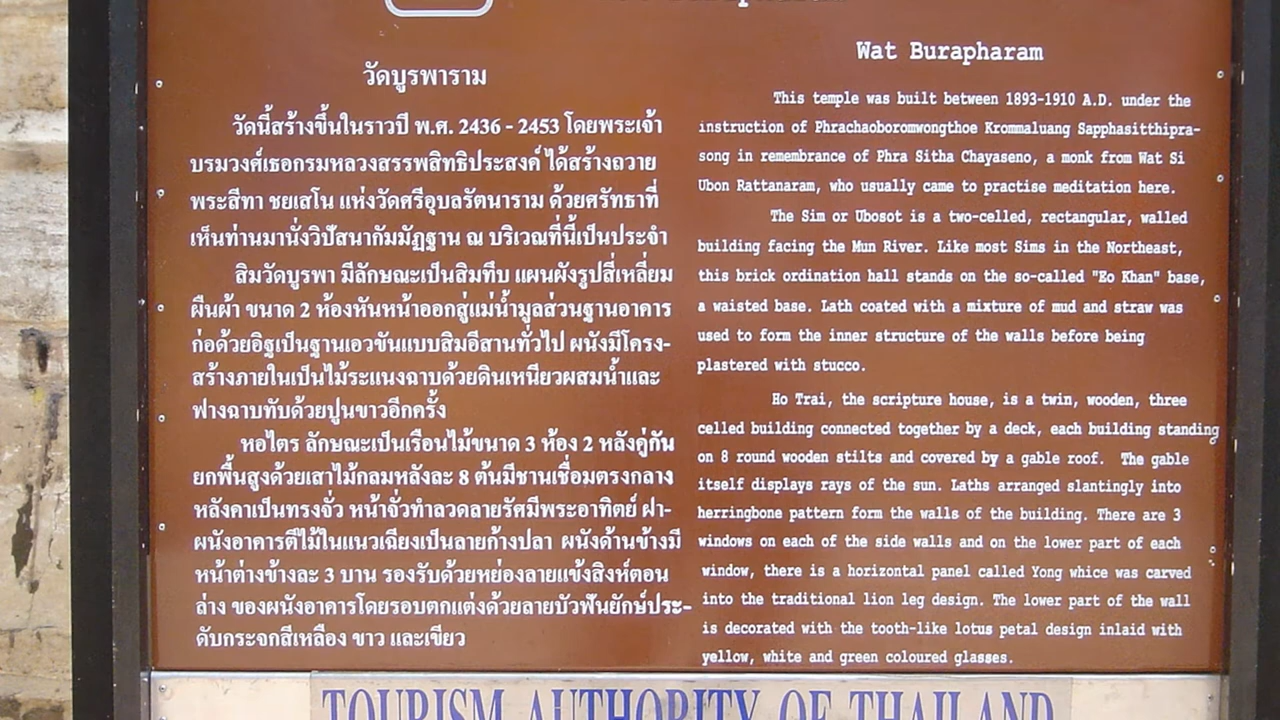 วัดบูรพาราม
วัดนี้สร้างขึ้นในราวปี พ.ศ. 2436 - 2453 โดยพระเจ้า
บรมวงศ์เธอกรมหลวงสรรพสิทธิประสงค์ ได้สร้างถวาย
พระสีทา ชยเสโน แห่งวัดศรีอุบลรัตนาราม ด้วยศรัทธาที่
เห็นท่านมานั่งวิปัสนากัมมัฏฐาน ณ บริเวณที่นี้เป็นประจำ
สิมวัดบูรพา มีลักษณะเป็นสิมทึบ แผนผังรูปสี่เหลี่ยม
ผืนผ้า ขนาด 2 ห้องหันหน้าออกสู่แม่น้ำมูลส่วนฐานอาคาร
ก่อด้วยอิฐเป็นฐานเอวขันแบบสิมอีสานทั่วไป ผนังมีโครง-
สร้างภายในเป็นไม้ระแนงฉาบด้วยดินเหนียวผสมน้ำและ
ฟางฉาบทับด้วยปูนขาวอีกครั้ง
หอไตร ลักษณะเป็นเรือนไม้ขนาด 3 ห้อง 2 หลังคู่กัน
ยกพื้นสูงด้วยเสาไม้กลมหลังละ 8 ต้นมีชานเชื่อมตรงกลาง
หลังคาเป็นทรงจั่ว หน้าจั่วทำลวดลายรัศมีพระอาทิตย์ ฝา-
ผนังอาคารตีไม้ในแนวเฉียงเป็นลายก้างปลา ผนังด้านข้างมี
หน้าต่างข้างละ 3 บาน รองรับด้วยหย่องลายแข้งสิงห์ตอน
ล่าง ของผนังอาคารโดยรอบตกแต่งด้วยลายบัวฟันยักษ์ประ-
ดับกระจกสีเหลือง ขาว และเขียว
Wat Burapharam
This temple was built between 1893-1910 A.D. under the
instruction of Phrachaoboromwongthoe Krommaluang Sapphasitthipra-
song in remembrance of Phra Sitha Chayaseno, a monk from Wat Si
Ubon Rattanaram, who usually came to practise meditation here.
The Sim or Ubosot is a two-celled, rectangular, walled
building facing the Mun River. Like most Sims in the Northeast,
this brick ordination hall stands on the so-called "Eo Khan" base,
a waisted base. Lath coated with a mixture of mud and straw was
used to form the inner structure of the walls before being
plastered with stucco.
Ho Trai, the scripture house, is a twin, wooden, three
celled building connected together by a deck, each building standing
on 8 round wooden stilts and covered by a gable roof. The gable
itself displays rays of the sun. Laths arranged slantingly into
herringbone pattern form the walls of the building. There are 3
windows on each of the side walls and on the lower part of each
window, there is a horizontal panel called Yong whice was carved
into the traditional lion leg design. The lower part of the wall
is decorated with the tooth-like lotus petal design inlaid with
yellow, white and green coloured glasses.
TOURISM AUTHORITY OF THAILAND